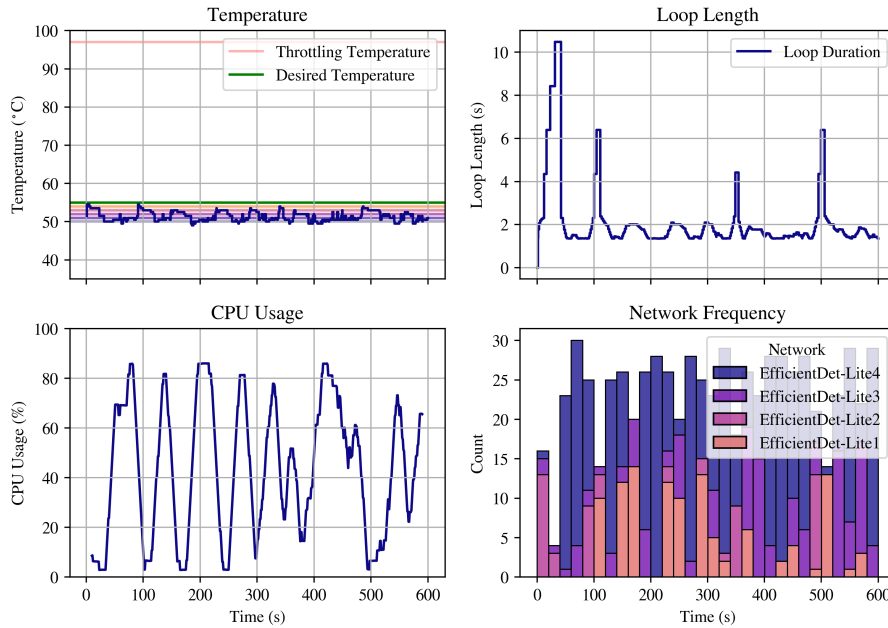 Temperature
100
90
80
70
60
50
40
Temperature (°C)
Throttling Temperature
Desired Temperature
Loop Length
10
8
6
4
2
0
Loop Length (s)
Loop Duration
CPU Usage
100
80
60
40
20
0
CPU Usage (%)
0 100 200 300 400 500 600
Time (s)
Network Frequency
30
25
20
15
10
5
0
Count
Network
EfficientDet-Lite4
EfficientDet-Lite3
EfficientDet-Lite2
EfficientDet-Lite1
0 100 200 300 400 500 600
Time (s)